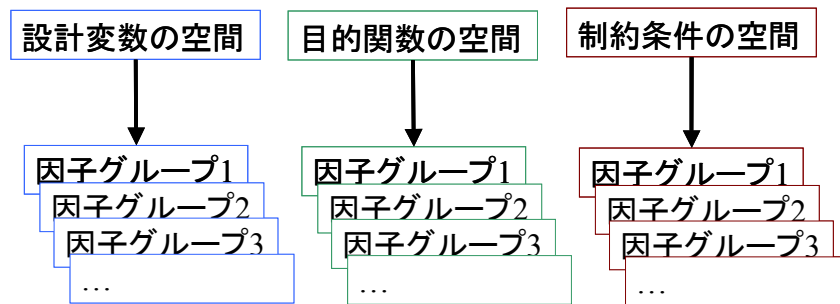 設計変数の空間
目的関数の空間
制約条件の空間
因子グループ1
因子グループ2
因子グループ3
…
因子グループ1
因子グループ2
因子グループ3
…
因子グループ1
因子グループ2
因子グループ3
…